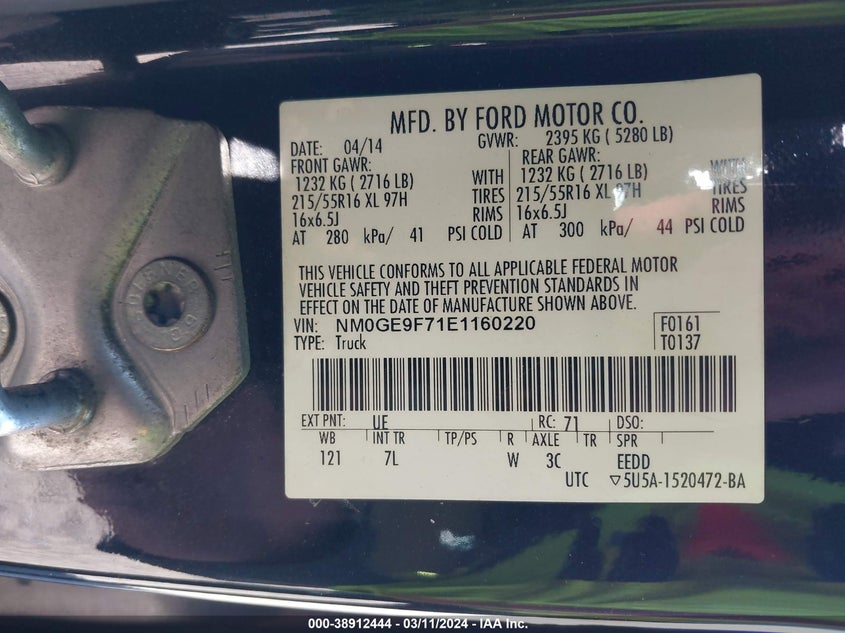 MFD. BY FORD MOTOR CO.
DATE: 04/14 GVWR: 2395 KG ( 5280 LB)
FRONT GAWR: REAR GAWR:
1232 KG ( 2716 LB) WITH 1232 KG ( 2716 LB) WITH
215/55R16 XL 97H TIRES 215/55R16 XL 97H TIRES
16x6.5J RIMS 16x6.5J RIMS
AT 280 kPa/ 41 PSI COLD AT 300 kPa/ 44 PSI COLD
THIS VEHICLE CONFORMS TO ALL APPLICABLE FEDERAL MOTOR
VEHICLE SAFETY AND THEFT PREVENTION STANDARDS IN
EFFECT ON THE DATE OF MANUFACTURE SHOWN ABOVE.
VIN: NM0GE9F71E1160220 F0161
TYPE: Truck T0137
EXT PNT: UE RC: 71 DSO:
WB INT TR TP/PS R AXLE TR SPR
121 7L W 3C EEDD
UTC ▽5U5A-1520472-BA
000-38912444 - 03/11/2024 - IAA Inc.